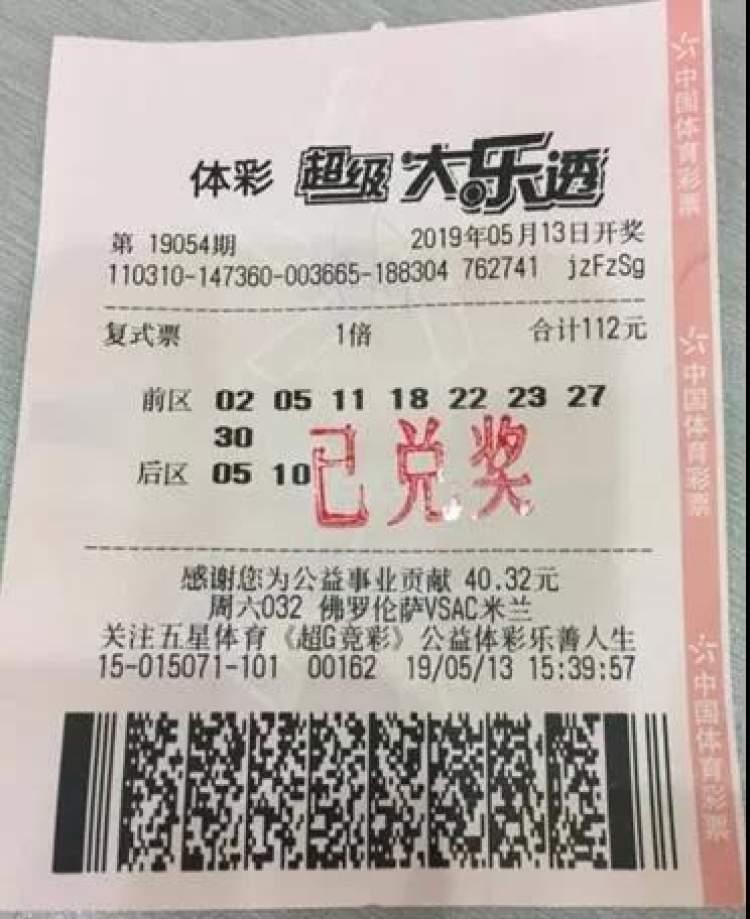 体彩 超级大乐透
第 19054期 2019年05月13日开奖
110310-147360-003665-188304 762741 jzFzSg
复式票 1倍 合计112元
前区 02 05 11 18 22 23 27
30
后区 05 10
已兑奖
感谢您为公益事业贡献 40.32元
周六032 佛罗伦萨VSAC米兰
关注五星体育《超G竞彩》公益体彩乐善人生
15-015071-101 00162 19/05/13 15:39:57
中国体育彩票
中国体育彩票
中国体育彩票